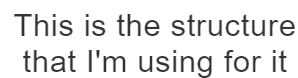 This is the structure
that I'm using for it